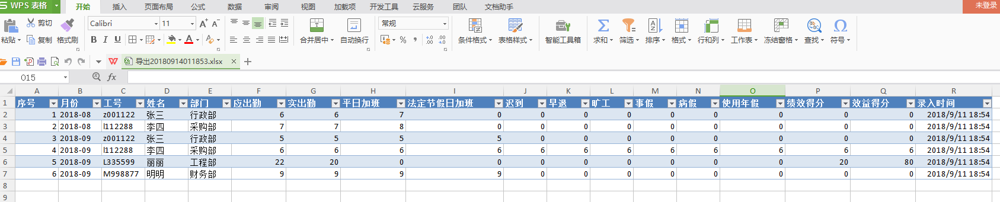 S WPS 表格 开始 插入 页面布局 公式 数据 审阅 视图 加载项 开发工具 云服务 团队 文档助手 未登录
剪切 Calibri 11 A+ A- 常规
粘贴 复制 格式刷 B I U A 合并居中 自动换行 % , 条件格式 表格样式 智能工具箱 求和 筛选 排序 格式 行和列 工作表 冻结窗格 查找 符号
导出20180914011853.xlsx × +
O15 fx
A B C D E F G H I J K L M N O P Q R
1 序号 月份 工号 姓名 部门 应出勤 实出勤 平日加班 法定节假日加班 迟到 早退 旷工 事假 病假 使用年假 绩效得分 效益得分 录入时间
2 1 2018-08 z001122 张三 行政部 6 6 7 0 0 0 0 0 0 0 0 0 2018/9/11 18:54
3 2 2018-08 l112288 李四 采购部 7 7 8 0 0 0 0 0 0 0 0 0 2018/9/11 18:54
4 3 2018-09 z001122 张三 行政部 5 5 5 5 0 0 0 0 0 0 0 0 2018/9/11 18:54
5 4 2018-09 l112288 李四 采购部 6 6 6 6 6 6 6 6 6 6 6 6 2018/9/11 18:54
6 5 2018-09 L335599 丽丽 工程部 22 20 0 0 0 0 0 0 0 0 20 80 2018/9/11 18:54
7 6 2018-09 M998877 明明 财务部 9 9 9 9 0 0 0 0 0 0 0 0 2018/9/11 18:54
8
9